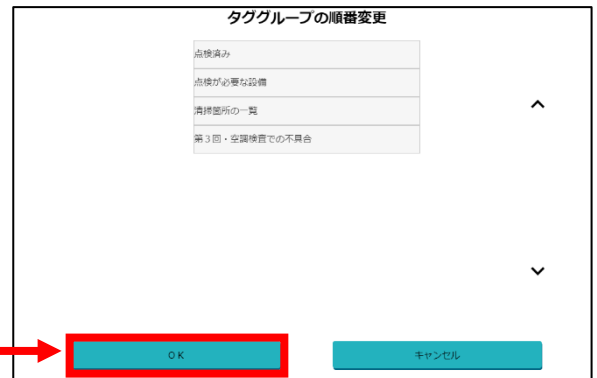 タググループの順番変更
点検済み
点検が必要な設備
清掃箇所の一覧
第３回・空調検査での不具合
ＯＫ
キャンセル